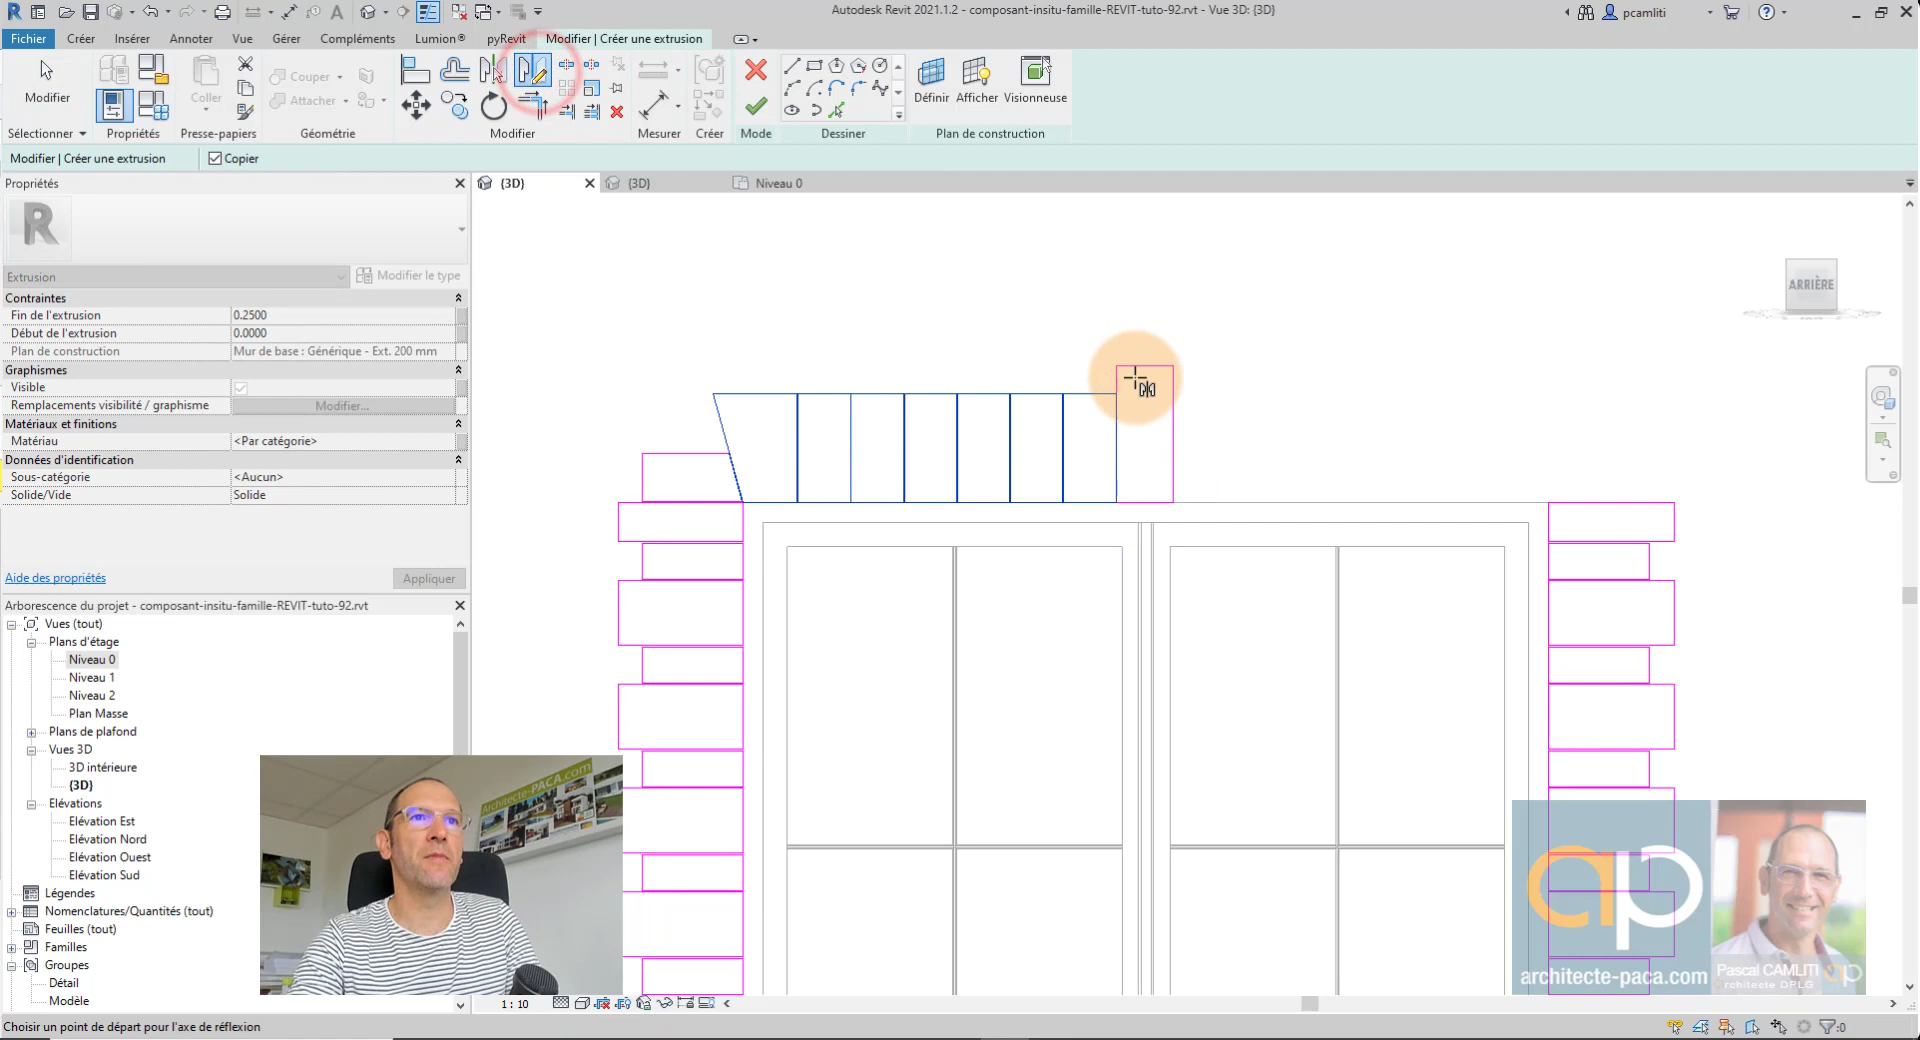 Autodesk Revit 2021.1.2 - composant-insitu-famille-REVIT-tuto-92.rvt - Vue 3D: {3D}
pcamliti
Fichier
Créer
Insérer
Annoter
Vue
Gérer
Compléments
Lumion®
pyRevit
Modifier | Créer une extrusion
Modifier
Coller
Couper
Attacher
Définir
Afficher
Visionneuse
Sélectionner
Propriétés
Presse-papiers
Géométrie
Modifier
Mesurer
Créer
Mode
Dessiner
Plan de construction
Modifier | Créer une extrusion
Copier
Propriétés
{3D}
{3D}
Niveau 0
Extrusion
Modifier le type
Contraintes
Fin de l'extrusion
0.2500
Début de l'extrusion
0.0000
Plan de construction
Mur de base : Générique - Ext. 200 mm
Graphismes
Visible
Remplacements visibilité / graphisme
Modifier...
Matériaux et finitions
Matériau
<Par catégorie>
Données d'identification
Sous-catégorie
<Aucun>
Solide/Vide
Solide
Aide des propriétés
Appliquer
Arborescence du projet - composant-insitu-famille-REVIT-tuto-92.rvt
Vues (tout)
Plans d'étage
Niveau 0
Niveau 1
Niveau 2
Plan Masse
Plans de plafond
Vues 3D
3D intérieure
{3D}
Elévations
Elévation Est
Elévation Nord
Elévation Ouest
Elévation Sud
Légendes
Nomenclatures/Quantités (tout)
Feuilles (tout)
Familles
Groupes
Détail
Modèle
ARRIÈRE
Architecte-PACA.com
ap
architecte-paca.com
Pascal CAMLITI
architecte DPLG
ap
1 : 10
Choisir un point de départ pour l'axe de réflexion
:0